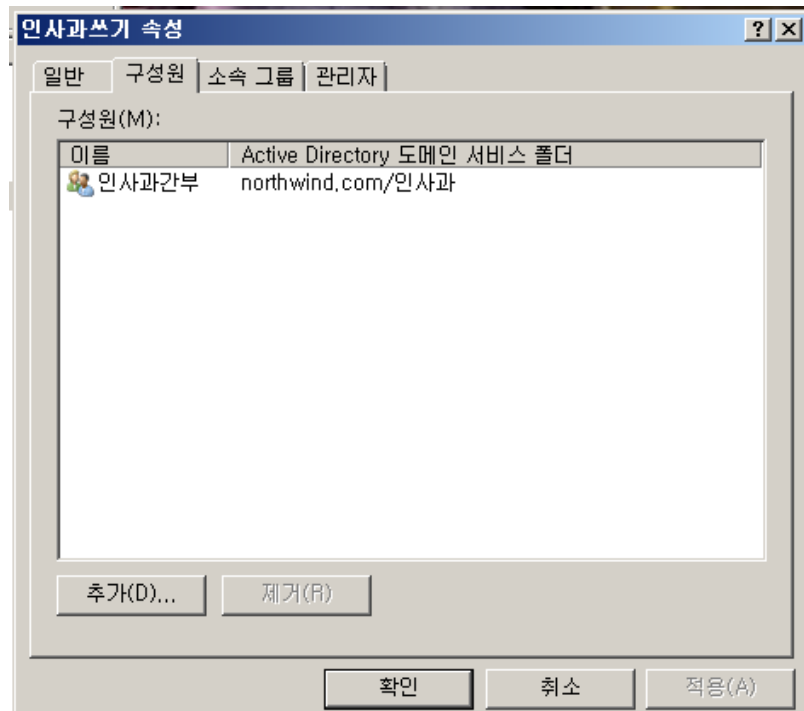 인사과쓰기 속성
일반 구성원 소속 그룹 관리자
구성원(M):
이름 Active Directory 도메인 서비스 폴더
인사과간부 northwind,com/인사과
추가(D)... 제거(R)
확인 취소 적용(A)